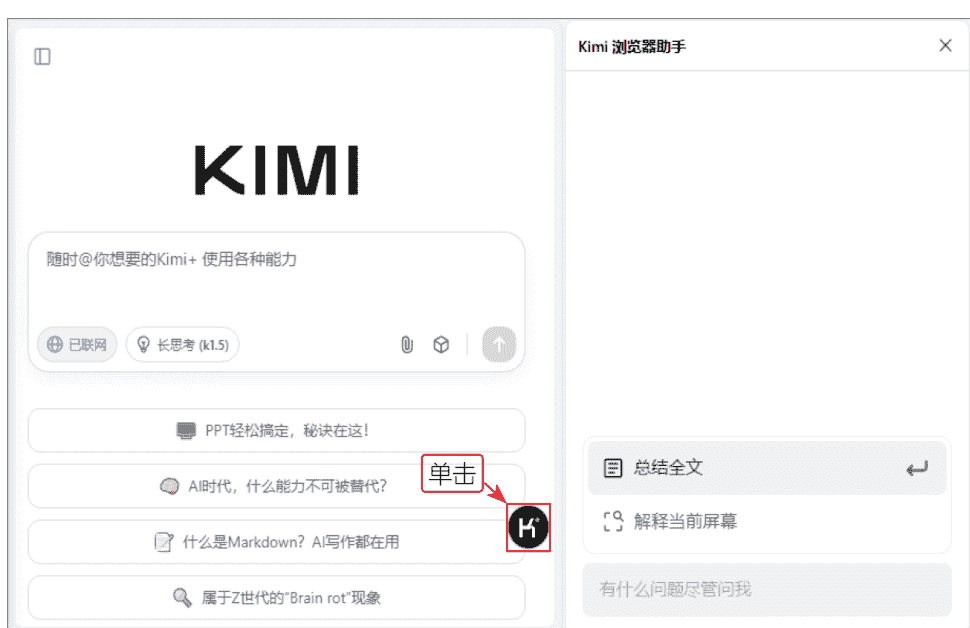 KIMI
随时@你想要的Kimi+ 使用各种能力
已联网
长思考 (k1.5)
PPT轻松搞定，秘诀在这！
AI时代，什么能力不可被替代？
什么是Markdown？AI写作都在用
属于Z世代的“Brain rot”现象
单击
K
Kimi 浏览器助手
总结全文
解释当前屏幕
有什么问题尽管问我